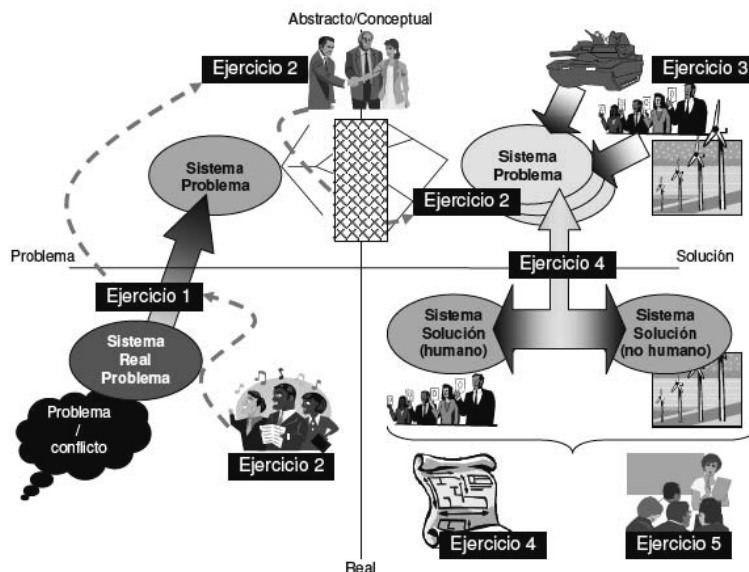 Abstracto/Conceptual
Ejercicio 2
Ejercicio 3
Sistema
Problema
Sistema
Problema
Ejercicio 2
Problema
Solución
Ejercicio 4
Ejercicio 1
Sistema
Real
Problema
Sistema
Solución
(humano)
Sistema
Solución
(no humano)
Problema
/
conflicto
Ejercicio 2
Ejercicio 4
Ejercicio 5
Real